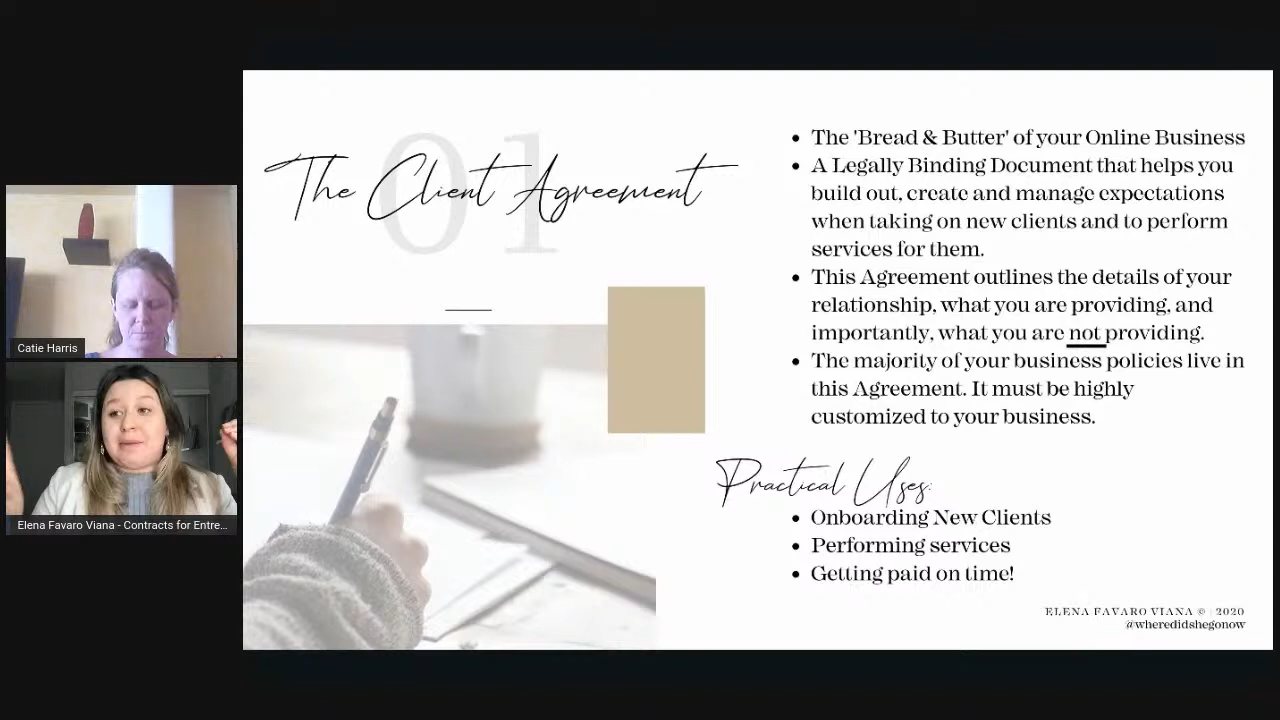 01
The Client Agreement
The 'Bread & Butter' of your Online Business
A Legally Binding Document that helps you
build out, create and manage expectations
when taking on new clients and to perform
services for them.
This Agreement outlines the details of your
relationship, what you are providing, and
importantly, what you are not providing.
The majority of your business policies live in
this Agreement. It must be highly
customized to your business.
Practical Uses:
Onboarding New Clients
Performing services
Getting paid on time!
ELENA FAVARO VIANA © | 2020
@wheredidshegonow
Catie Harris
Elena Favaro Viana - Contracts for Entre...